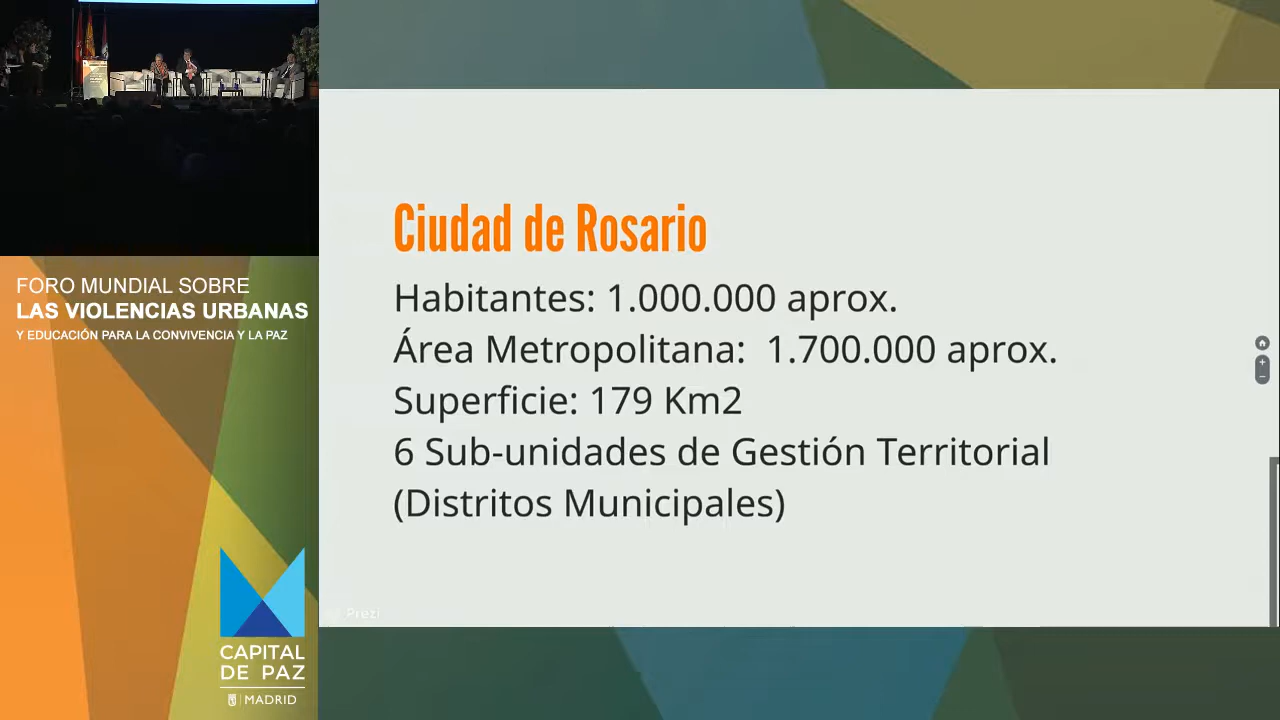 FORO MUNDIAL SOBRE
LAS VIOLENCIAS URBANAS
Y EDUCACIÓN PARA LA CONVIVENCIA Y LA PAZ
CAPITAL
DE PAZ
MADRID
Ciudad de Rosario
Habitantes: 1.000.000 aprox.
Área Metropolitana: 1.700.000 aprox.
Superficie: 179 Km2
6 Sub-unidades de Gestión Territorial
(Distritos Municipales)
Prezi